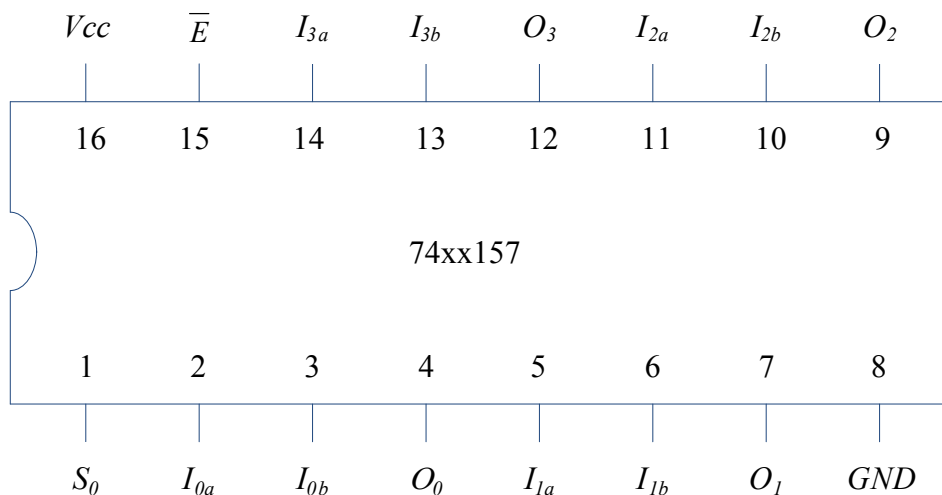 Vcc E̅ I3a I3b O3 I2a I2b O2
16 15 14 13 12 11 10 9
74xx157
1 2 3 4 5 6 7 8
S0 I0a I0b O0 I1a I1b O1 GND